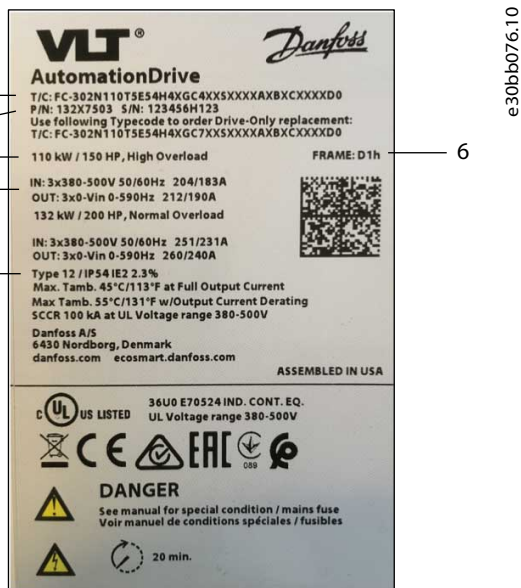 VLT®
Danfoss
AutomationDrive
T/C: FC-302N110T5E54H4XGC4XXSXXXXAXBXCXXXXD0
P/N: 132X7503 S/N: 123456H123
Use following Typecode to order Drive-Only replacement:
T/C: FC-302N110T5E54H4XGC7XXSXXXXAXBXCXXXXD0
110 kW / 150 HP, High Overload
FRAME: D1h
6
IN: 3x380-500V 50/60Hz 204/183A
OUT: 3x0-Vin 0-590Hz 212/190A
132 kW / 200 HP, Normal Overload
IN: 3x380-500V 50/60Hz 251/231A
OUT: 3x0-Vin 0-590Hz 260/240A
Type 12 / IP54 IE2 2.3%
Max. Tamb. 45°C/113°F at Full Output Current
Max Tamb. 55°C/131°F w/Output Current Derating
SCCR 100 kA at UL Voltage range 380-500V
Danfoss A/S
6430 Nordborg, Denmark
danfoss.com ecosmart.danfoss.com
ASSEMBLED IN USA
C UL US LISTED
36U0 E70524 IND. CONT. EQ.
UL Voltage range 380-500V
CE EAC
089
DANGER
See manual for special condition / mains fuse
Voir manuel de conditions spéciales / fusibles
20 min.
e30bb076.10